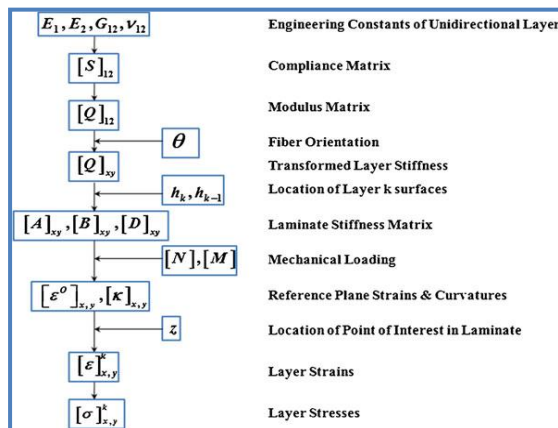 E₁, E₂, G₁₂, ν₁₂ Engineering Constants of Unidirectional Layer
[S]₁₂ Compliance Matrix
[Q]₁₂ Modulus Matrix
θ Fiber Orientation
[Q]ₓᵧ Transformed Layer Stiffness
hₖ, hₖ₋₁ Location of Layer k surfaces
[A]ₓᵧ, [B]ₓᵧ, [D]ₓᵧ Laminate Stiffness Matrix
[N], [M] Mechanical Loading
[ε°]ₓ,ᵧ, [κ]ₓ,ᵧ Reference Plane Strains & Curvatures
z Location of Point of Interest in Laminate
[ε]ᵏₓ,ᵧ Layer Strains
[σ]ᵏₓ,ᵧ Layer Stresses